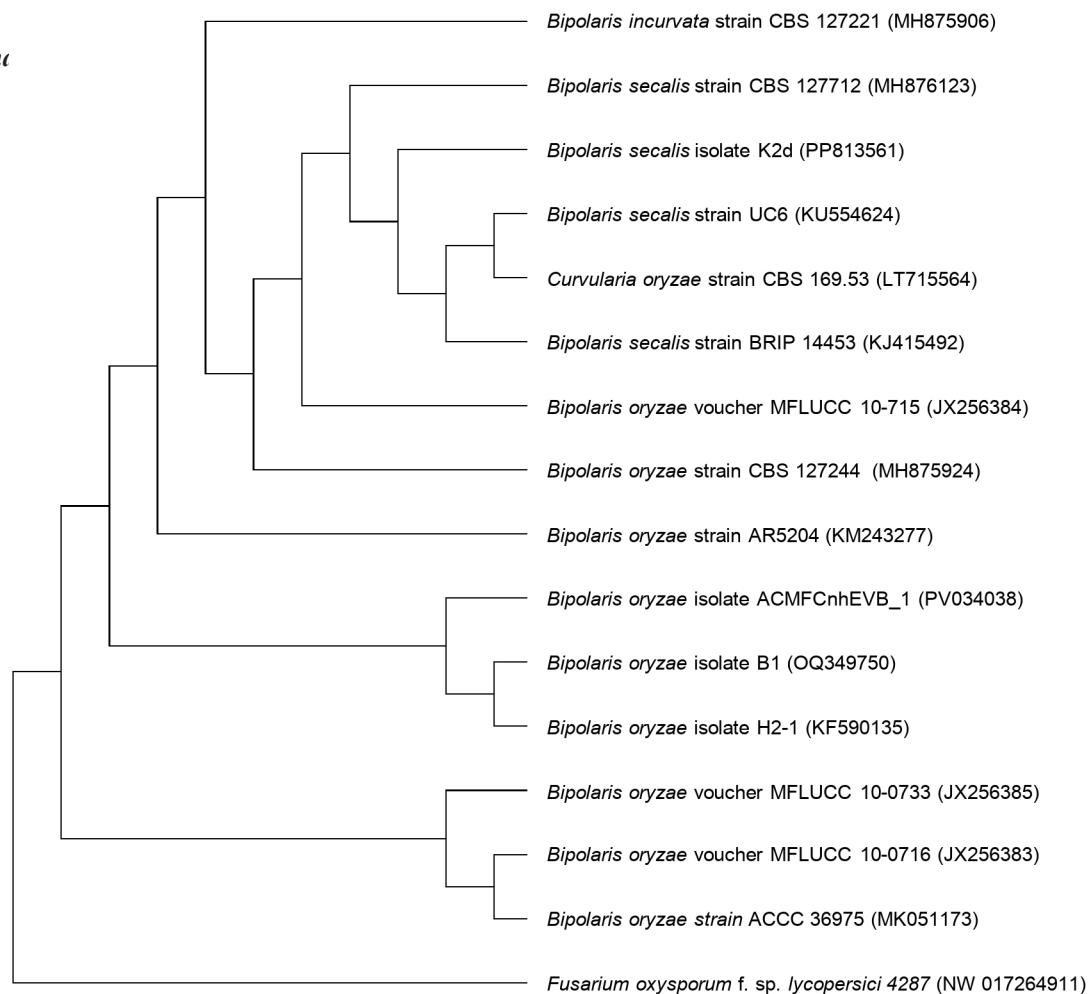 Bipolaris incurvata strain CBS 127221 (MH875906)
Bipolaris secalis strain CBS 127712 (MH876123)
Bipolaris secalis isolate K2d (PP813561)
Bipolaris secalis strain UC6 (KU554624)
Curvularia oryzae strain CBS 169.53 (LT715564)
Bipolaris secalis strain BRIP 14453 (KJ415492)
Bipolaris oryzae voucher MFLUCC 10-715 (JX256384)
Bipolaris oryzae strain CBS 127244 (MH875924)
Bipolaris oryzae strain AR5204 (KM243277)
Bipolaris oryzae isolate ACMFCnhEVB_1 (PV034038)
Bipolaris oryzae isolate B1 (OQ349750)
Bipolaris oryzae isolate H2-1 (KF590135)
Bipolaris oryzae voucher MFLUCC 10-0733 (JX256385)
Bipolaris oryzae voucher MFLUCC 10-0716 (JX256383)
Bipolaris oryzae strain ACCC 36975 (MK051173)
Fusarium oxysporum f. sp. lycopersici 4287 (NW 017264911)